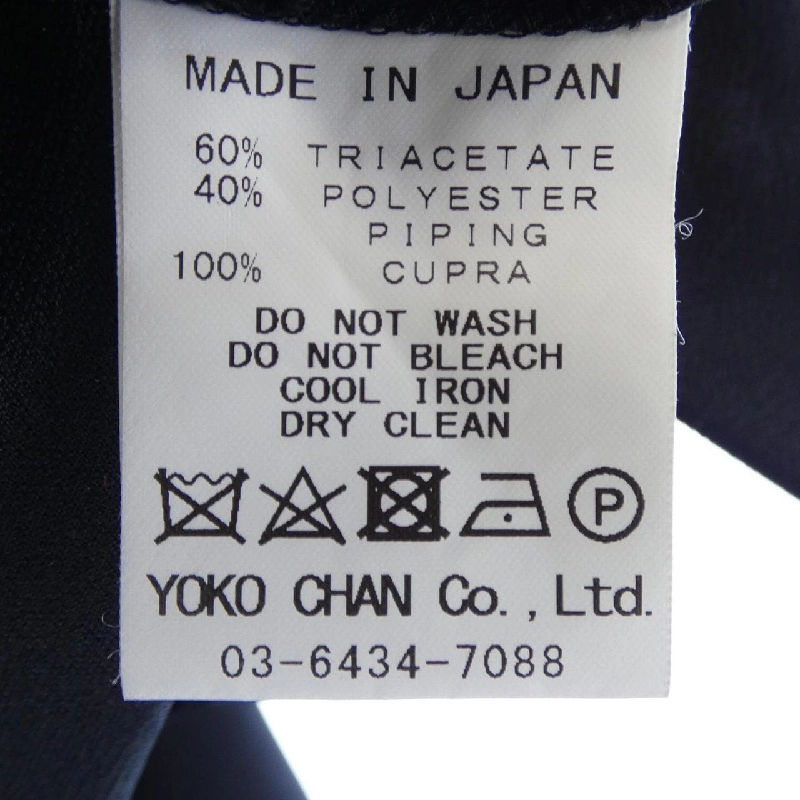 MADE IN JAPAN
60% TRIACETATE
40% POLYESTER
PIPING
100% CUPRA
DO NOT WASH
DO NOT BLEACH
COOL IRON
DRY CLEAN
P
YOKO CHAN Co., Ltd.
03-6434-7088